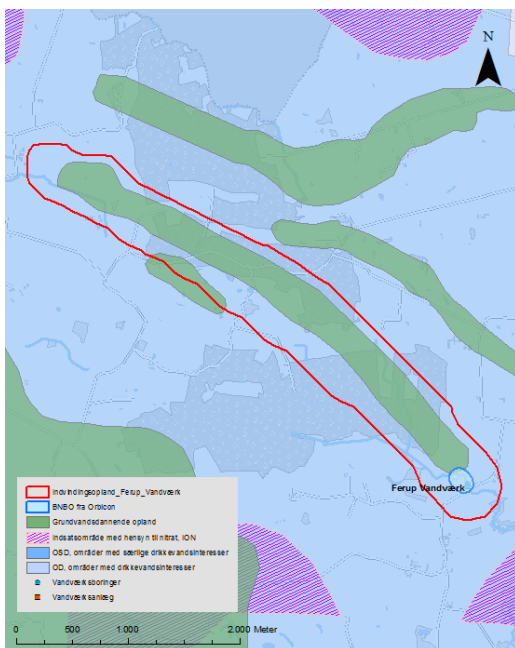 N
Ferup Vandværk
Indvindingsopland_Ferup_Vandværk
BNBO fra Orbicon
Grundvandsdannende opland
Indsatsområde med hensyn til nitrat, ION
OSD, områder med særlige drikkevandsinteresser
OD, områder med drikkevandsinteresser
Vandværksboringer
Vandværksanlæg
0 500 1.000 2.000 Meter